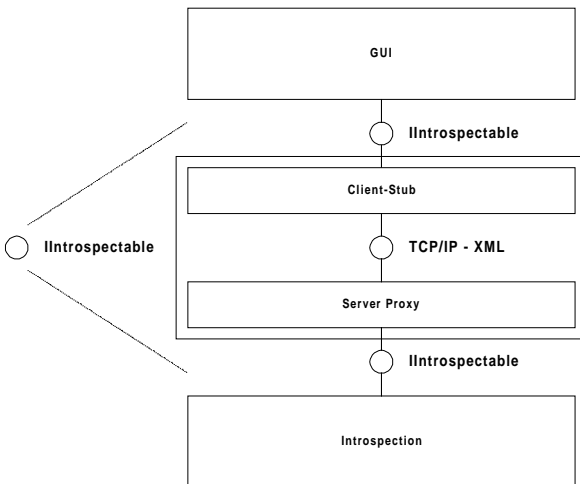 GUI
IIntrospectable
Client-Stub
IIntrospectable
TCP/IP - XML
Server Proxy
IIntrospectable
Introspection